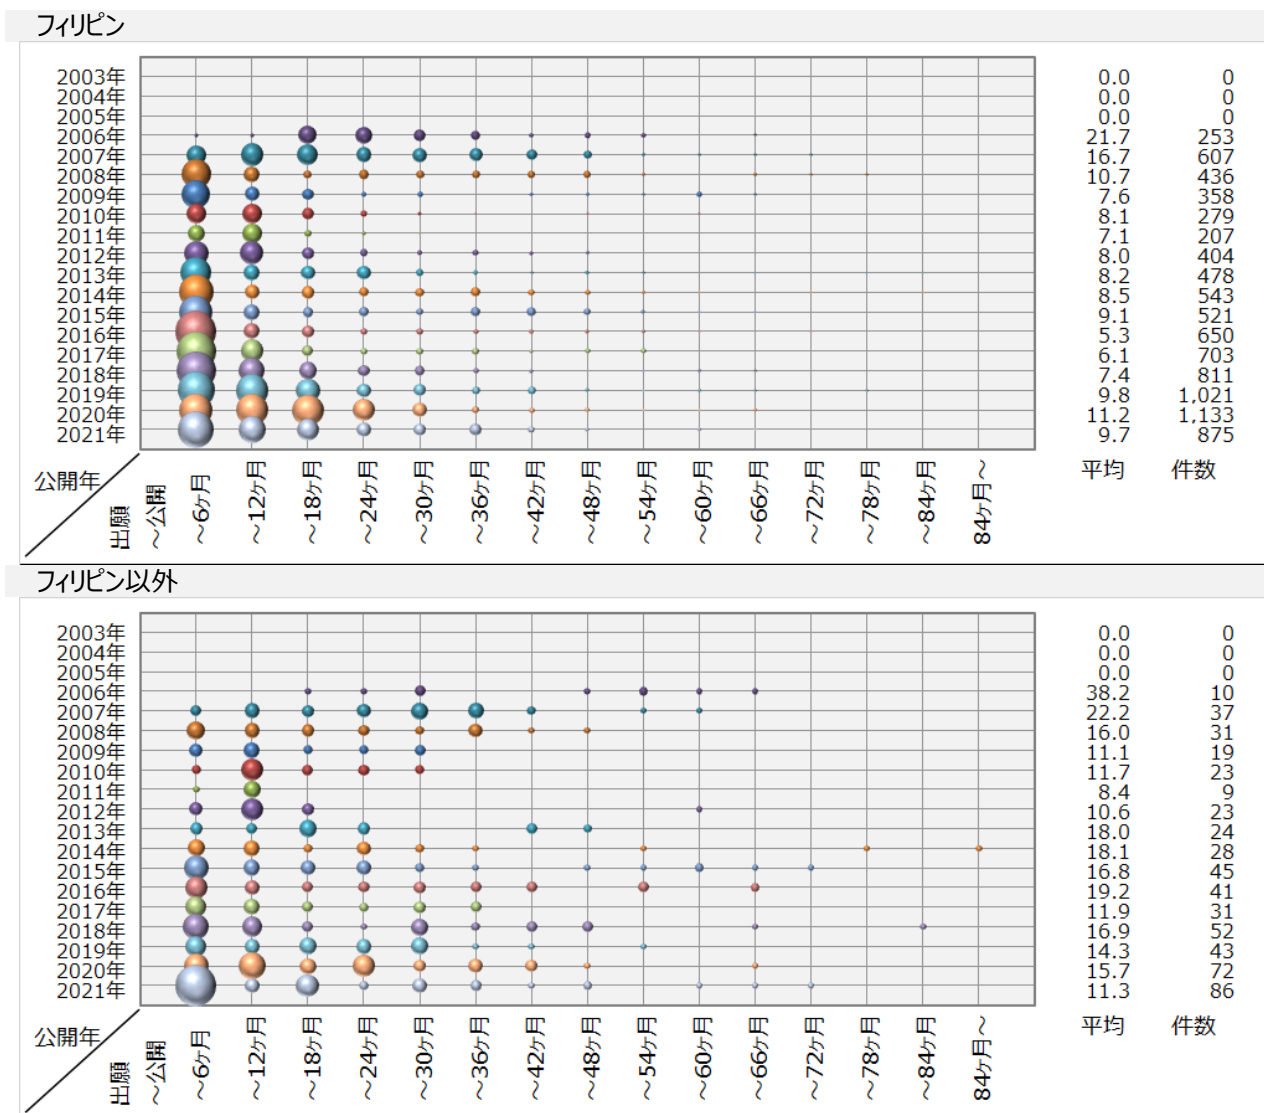 フィリピン
2003年 0.0 0
2004年 0.0 0
2005年 0.0 0
2006年 21.7 253
2007年 16.7 607
2008年 10.7 436
2009年 7.6 358
2010年 8.1 279
2011年 7.1 207
2012年 8.0 404
2013年 8.2 478
2014年 8.5 543
2015年 9.1 521
2016年 5.3 650
2017年 6.1 703
2018年 7.4 811
2019年 9.8 1,021
2020年 11.2 1,133
2021年 9.7 875
公開年 出願～公開 ～6ヶ月 ～12ヶ月 ～18ヶ月 ～24ヶ月 ～30ヶ月 ～36ヶ月 ～42ヶ月 ～48ヶ月 ～54ヶ月 ～60ヶ月 ～66ヶ月 ～72ヶ月 ～78ヶ月 ～84ヶ月 84ヶ月～ 平均 件数
フィリピン以外
2003年 0.0 0
2004年 0.0 0
2005年 0.0 0
2006年 38.2 10
2007年 22.2 37
2008年 16.0 31
2009年 11.1 19
2010年 11.7 23
2011年 8.4 9
2012年 10.6 23
2013年 18.0 24
2014年 18.1 28
2015年 16.8 45
2016年 19.2 41
2017年 11.9 31
2018年 16.9 52
2019年 14.3 43
2020年 15.7 72
2021年 11.3 86
公開年 出願～公開 ～6ヶ月 ～12ヶ月 ～18ヶ月 ～24ヶ月 ～30ヶ月 ～36ヶ月 ～42ヶ月 ～48ヶ月 ～54ヶ月 ～60ヶ月 ～66ヶ月 ～72ヶ月 ～78ヶ月 ～84ヶ月 84ヶ月～ 平均 件数